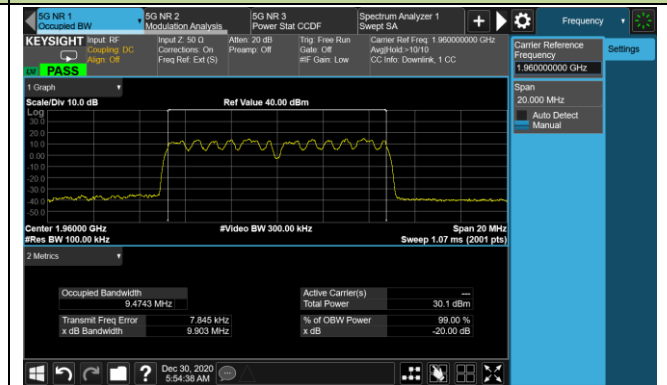 5G NR 1
Occupied BW
5G NR 2
Modulation Analysis
5G NR 3
Power Stat CCDF
Spectrum Analyzer 1
Swept SA
Frequency
KEYSIGHT
Input: RF
Coupling: DC
Align: Off
Input Z: 50 Ω
Corrections: On
Freq Ref: Ext (S)
Atten: 20 dB
Preamp: Off
Trig: Free Run
Gate: Off
#IF Gain: Low
Carrier Ref Freq: 1.960000000 GHz
Avg|Hold:>10/10
CC Info: Downlink, 1 CC
LM PASS
Carrier Reference
Frequency
1.960000000 GHz
Settings
Span
20.000 MHz
Auto Detect
Manual
1 Graph
Scale/Div 10.0 dB
Ref Value 40.00 dBm
Log
30.0
20.0
10.0
0.00
-10.0
-20.0
-30.0
-40.0
-50.0
Center 1.96000 GHz
#Video BW 300.00 kHz
Span 20 MHz
#Res BW 100.00 kHz
Sweep 1.07 ms (2001 pts)
2 Metrics
Occupied Bandwidth
9.4743 MHz
Active Carrier(s)
---
Total Power
30.1 dBm
Transmit Freq Error
7.845 kHz
% of OBW Power
99.00 %
x dB Bandwidth
9.903 MHz
x dB
-20.00 dB
?
Dec 30, 2020
5:54:38 AM